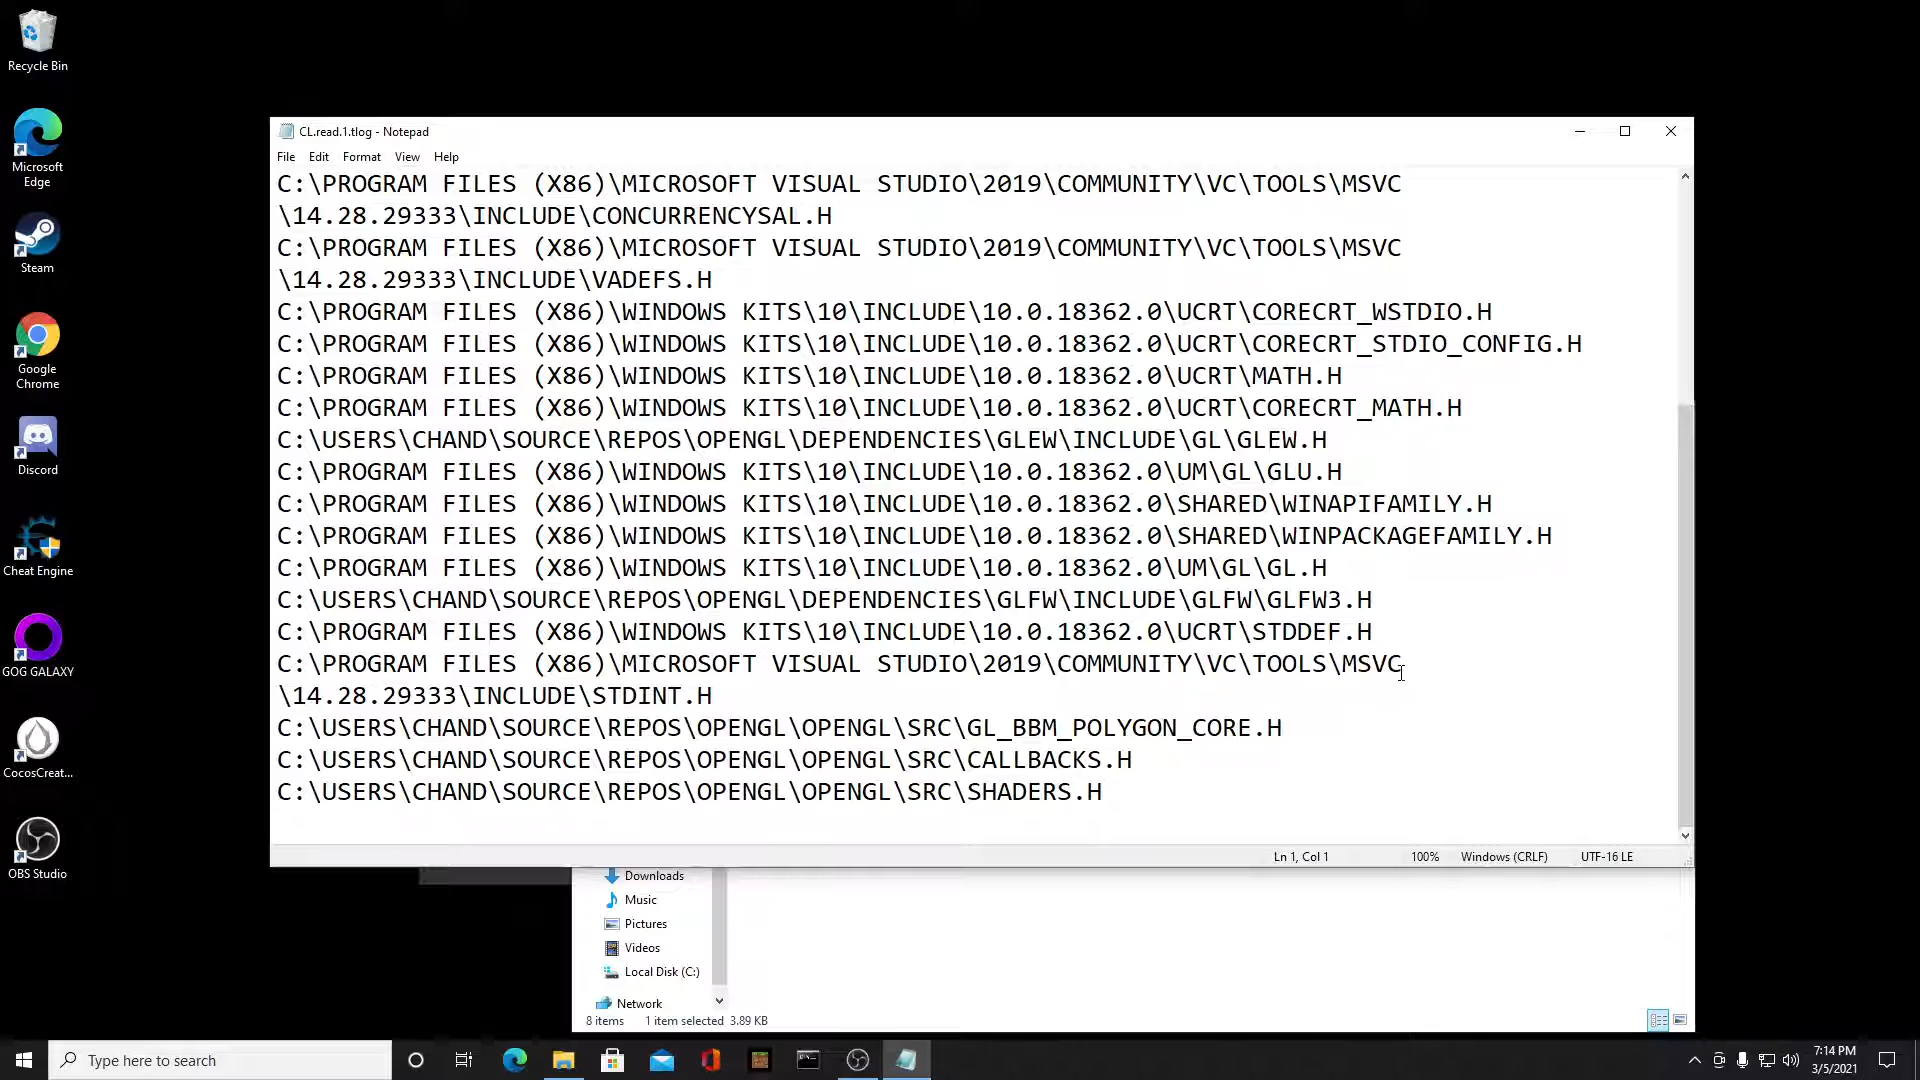 Recycle Bin
Microsoft
Edge
Steam
Google
Chrome
Discord
Cheat Engine
GOG GALAXY
CocosCreat...
OBS Studio
CL.read.1.tlog - Notepad
File Edit Format View Help
C:\PROGRAM FILES (X86)\MICROSOFT VISUAL STUDIO\2019\COMMUNITY\VC\TOOLS\MSVC
\14.28.29333\INCLUDE\CONCURRENCYSAL.H
C:\PROGRAM FILES (X86)\MICROSOFT VISUAL STUDIO\2019\COMMUNITY\VC\TOOLS\MSVC
\14.28.29333\INCLUDE\VADEFS.H
C:\PROGRAM FILES (X86)\WINDOWS KITS\10\INCLUDE\10.0.18362.0\UCRT\CORECRT_WSTDIO.H
C:\PROGRAM FILES (X86)\WINDOWS KITS\10\INCLUDE\10.0.18362.0\UCRT\CORECRT_STDIO_CONFIG.H
C:\PROGRAM FILES (X86)\WINDOWS KITS\10\INCLUDE\10.0.18362.0\UCRT\MATH.H
C:\PROGRAM FILES (X86)\WINDOWS KITS\10\INCLUDE\10.0.18362.0\UCRT\CORECRT_MATH.H
C:\USERS\CHAND\SOURCE\REPOS\OPENGL\DEPENDENCIES\GLEW\INCLUDE\GL\GLEW.H
C:\PROGRAM FILES (X86)\WINDOWS KITS\10\INCLUDE\10.0.18362.0\UM\GL\GLU.H
C:\PROGRAM FILES (X86)\WINDOWS KITS\10\INCLUDE\10.0.18362.0\SHARED\WINAPIFAMILY.H
C:\PROGRAM FILES (X86)\WINDOWS KITS\10\INCLUDE\10.0.18362.0\SHARED\WINPACKAGEFAMILY.H
C:\PROGRAM FILES (X86)\WINDOWS KITS\10\INCLUDE\10.0.18362.0\UM\GL\GL.H
C:\USERS\CHAND\SOURCE\REPOS\OPENGL\DEPENDENCIES\GLFW\INCLUDE\GLFW\GLFW3.H
C:\PROGRAM FILES (X86)\WINDOWS KITS\10\INCLUDE\10.0.18362.0\UCRT\STDDEF.H
C:\PROGRAM FILES (X86)\MICROSOFT VISUAL STUDIO\2019\COMMUNITY\VC\TOOLS\MSVC
\14.28.29333\INCLUDE\STDINT.H
C:\USERS\CHAND\SOURCE\REPOS\OPENGL\OPENGL\SRC\GL_BBM_POLYGON_CORE.H
C:\USERS\CHAND\SOURCE\REPOS\OPENGL\OPENGL\SRC\CALLBACKS.H
C:\USERS\CHAND\SOURCE\REPOS\OPENGL\OPENGL\SRC\SHADERS.H
Ln 1, Col 1 100% Windows (CRLF) UTF-16 LE
Downloads
Music
Pictures
Videos
Local Disk (C:)
Network
8 items 1 item selected 3.89 KB
Type here to search
7:14 PM
3/5/2021